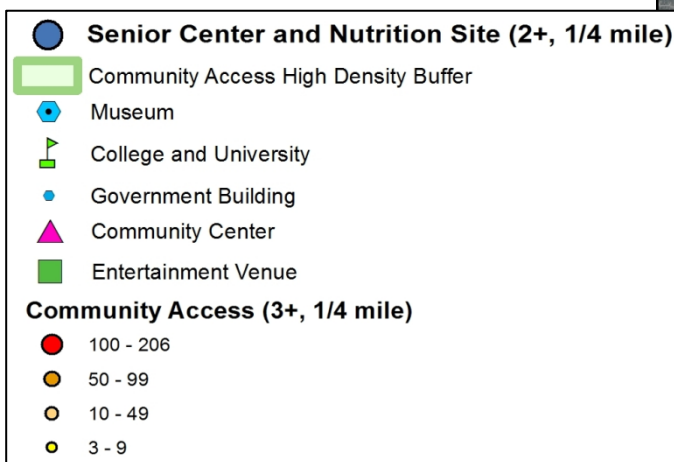 Senior Center and Nutrition Site (2+, 1/4 mile)
Community Access High Density Buffer
Museum
College and University
Government Building
Community Center
Entertainment Venue
Community Access (3+, 1/4 mile)
100 - 206
50 - 99
10 - 49
3 - 9